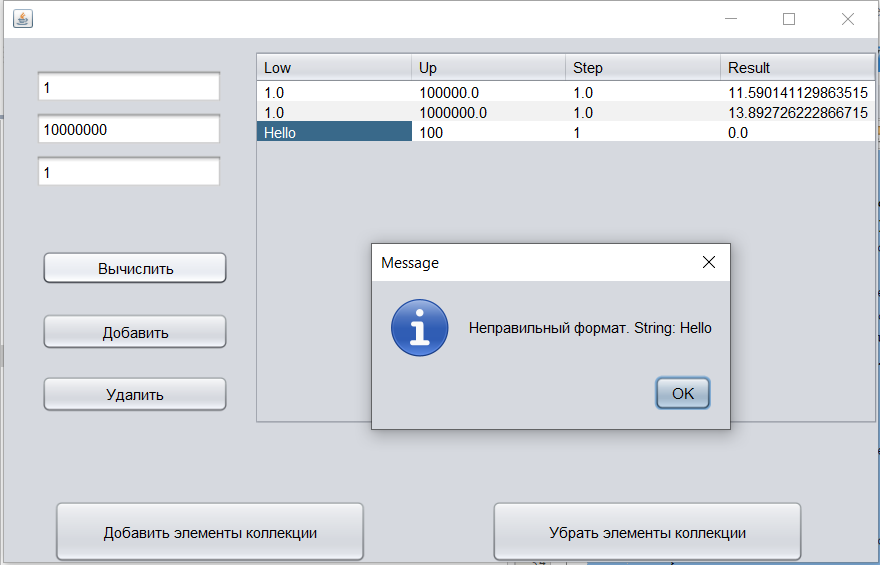 1
10000000
1
Вычислить
Добавить
Удалить
Low Up Step Result
1.0 100000.0 1.0 11.590141129863515
1.0 1000000.0 1.0 13.892726222866715
Hello 100 1 0.0
Message
Неправильный формат. String: Hello
OK
Добавить элементы коллекции
Убрать элементы коллекции